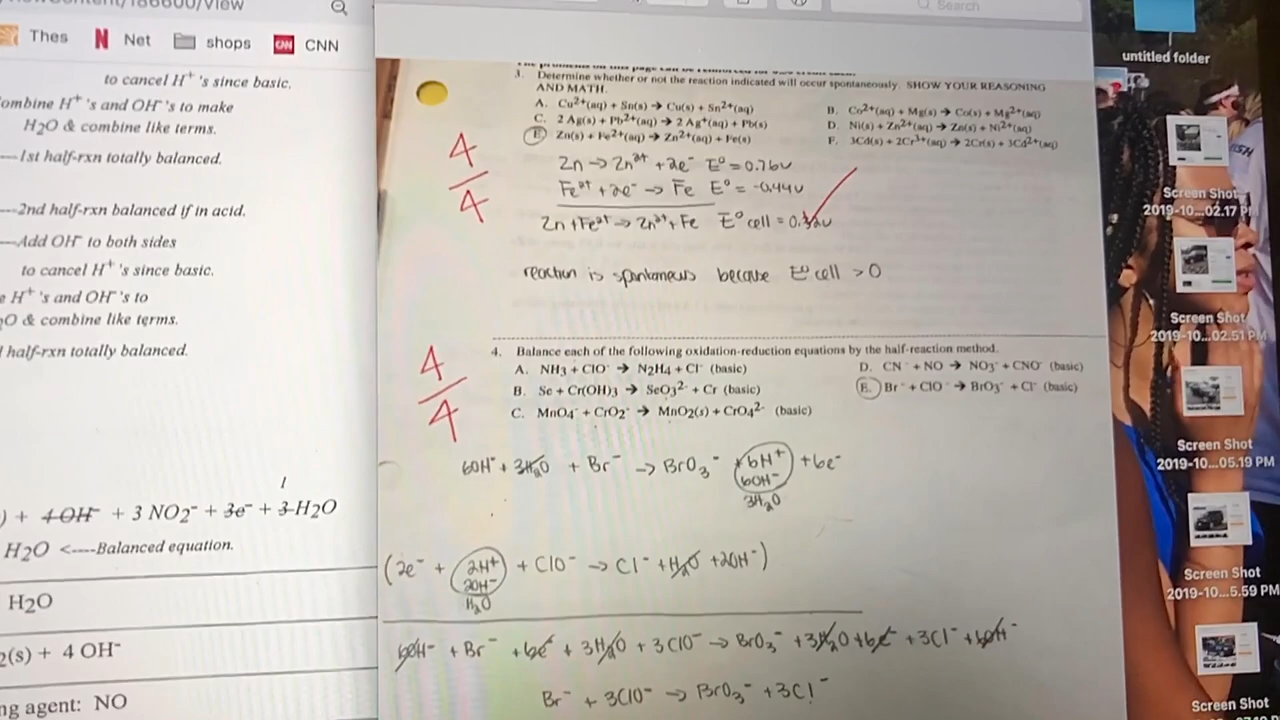 Content/186600/View
Search
Thes
Net
shops
CNN
CNN
untitled folder
to cancel H⁺ 's since basic.
ombine H⁺ 's and OH⁻'s to make
H2O & combine like terms.
---1st half-rxn totally balanced.
---2nd half-rxn balanced if in acid.
---Add OH⁻ to both sides
to cancel H⁺ 's since basic.
e H⁺ 's and OH⁻'s to
2O & combine like terms.
l half-rxn totally balanced.
1
) + 4 OH⁻ + 3 NO2⁻ + 3e⁻ + 3 H2O
H2O <----Balanced equation.
H2O
2(s) + 4 OH⁻
ng agent: NO
3. Determine whether or not the reaction indicated will occur spontaneously. SHOW YOUR REASONING
AND MATH.
A. Cu²⁺(aq) + Sn(s) → Cu(s) + Sn²⁺(aq)
B. Co²⁺(aq) + Mg(s) → Co(s) + Mg²⁺(aq)
C. 2 Ag(s) + Pb²⁺(aq) → 2 Ag⁺(aq) + Pb(s)
D. Ni(s) + Zn²⁺(aq) → Zn(s) + Ni²⁺(aq)
E. Zn(s) + Fe²⁺(aq) → Zn²⁺(aq) + Fe(s)
F. 3Cd(s) + 2Cr³⁺(aq) → 2Cr(s) + 3Cd²⁺(aq)
4/4
Zn → Zn²⁺ + 2e⁻ E° = 0.76v
Fe²⁺ + 2e⁻ → Fe E° = -0.44v
Zn + Fe²⁺ → Zn²⁺ + Fe E° cell = 0.32v
reaction is spontaneus because E° cell > 0
4/4
4. Balance each of the following oxidation-reduction equations by the half-reaction method.
A. NH3 + ClO⁻ → N2H4 + Cl⁻ (basic)
D. CN⁻ + NO → NO3⁻ + CNO⁻ (basic)
B. Se + Cr(OH)3 → SeO3²⁻ + Cr (basic)
E. Br⁻ + ClO⁻ → BrO3⁻ + Cl⁻ (basic)
C. MnO4⁻ + CrO2⁻ → MnO2(s) + CrO4²⁻ (basic)
6OH⁻ + 3H₂O + Br⁻ → BrO₃⁻ + 6H⁺ + 6e⁻
6OH⁻
3H₂O
(2e⁻ + 2H⁺ + ClO⁻ → Cl⁻ + H₂O + 2OH⁻)
2OH⁻
H₂O
6OH⁻ + Br⁻ + 6e⁻ + 3H₂O + 3ClO⁻ → BrO₃⁻ + 3H₂O + 6e⁻ + 3Cl⁻ + 6OH⁻
Br⁻ + 3ClO⁻ → BrO₃⁻ + 3Cl⁻
Screen Shot
2019-10...02.17 PM
Screen Shot
2019-10...02.51 PM
Screen Shot
2019-10...05.19 PM
Screen Shot
2019-10...5.59 PM
Screen Shot